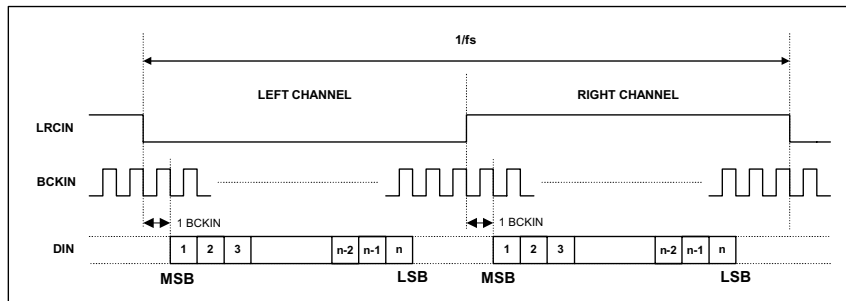 1/fs
LEFT CHANNEL RIGHT CHANNEL
LRCIN
BCKIN
1 BCKIN 1 BCKIN
DIN 1 2 3 n-2 n-1 n 1 2 3 n-2 n-1 n
MSB LSB MSB LSB